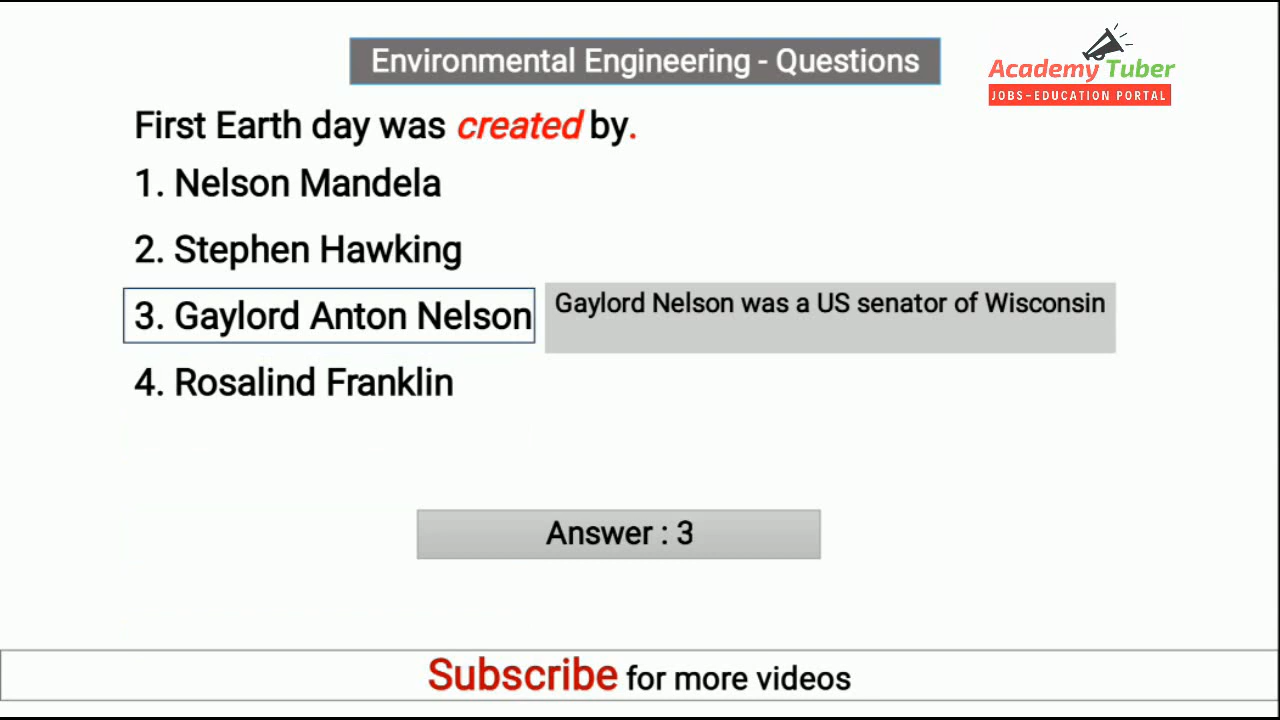 Environmental Engineering - Questions
Academy Tuber
JOBS-EDUCATION PORTAL
First Earth day was created by.
1. Nelson Mandela
2. Stephen Hawking
3. Gaylord Anton Nelson
Gaylord Nelson was a US senator of Wisconsin
4. Rosalind Franklin
Answer : 3
Subscribe for more videos